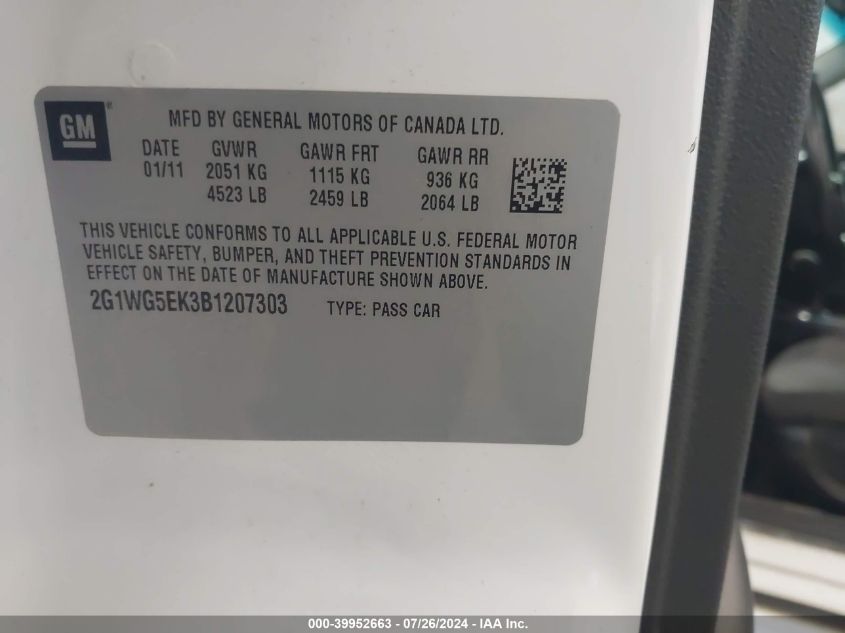 GM®
MFD BY GENERAL MOTORS OF CANADA LTD.
DATE GVWR GAWR FRT GAWR RR
01/11 2051 KG 1115 KG 936 KG
4523 LB 2459 LB 2064 LB
THIS VEHICLE CONFORMS TO ALL APPLICABLE U.S. FEDERAL MOTOR
VEHICLE SAFETY, BUMPER, AND THEFT PREVENTION STANDARDS IN
EFFECT ON THE DATE OF MANUFACTURE SHOWN ABOVE.
2G1WG5EK3B1207303 TYPE: PASS CAR
000-39952663 - 07/26/2024 - IAA Inc.